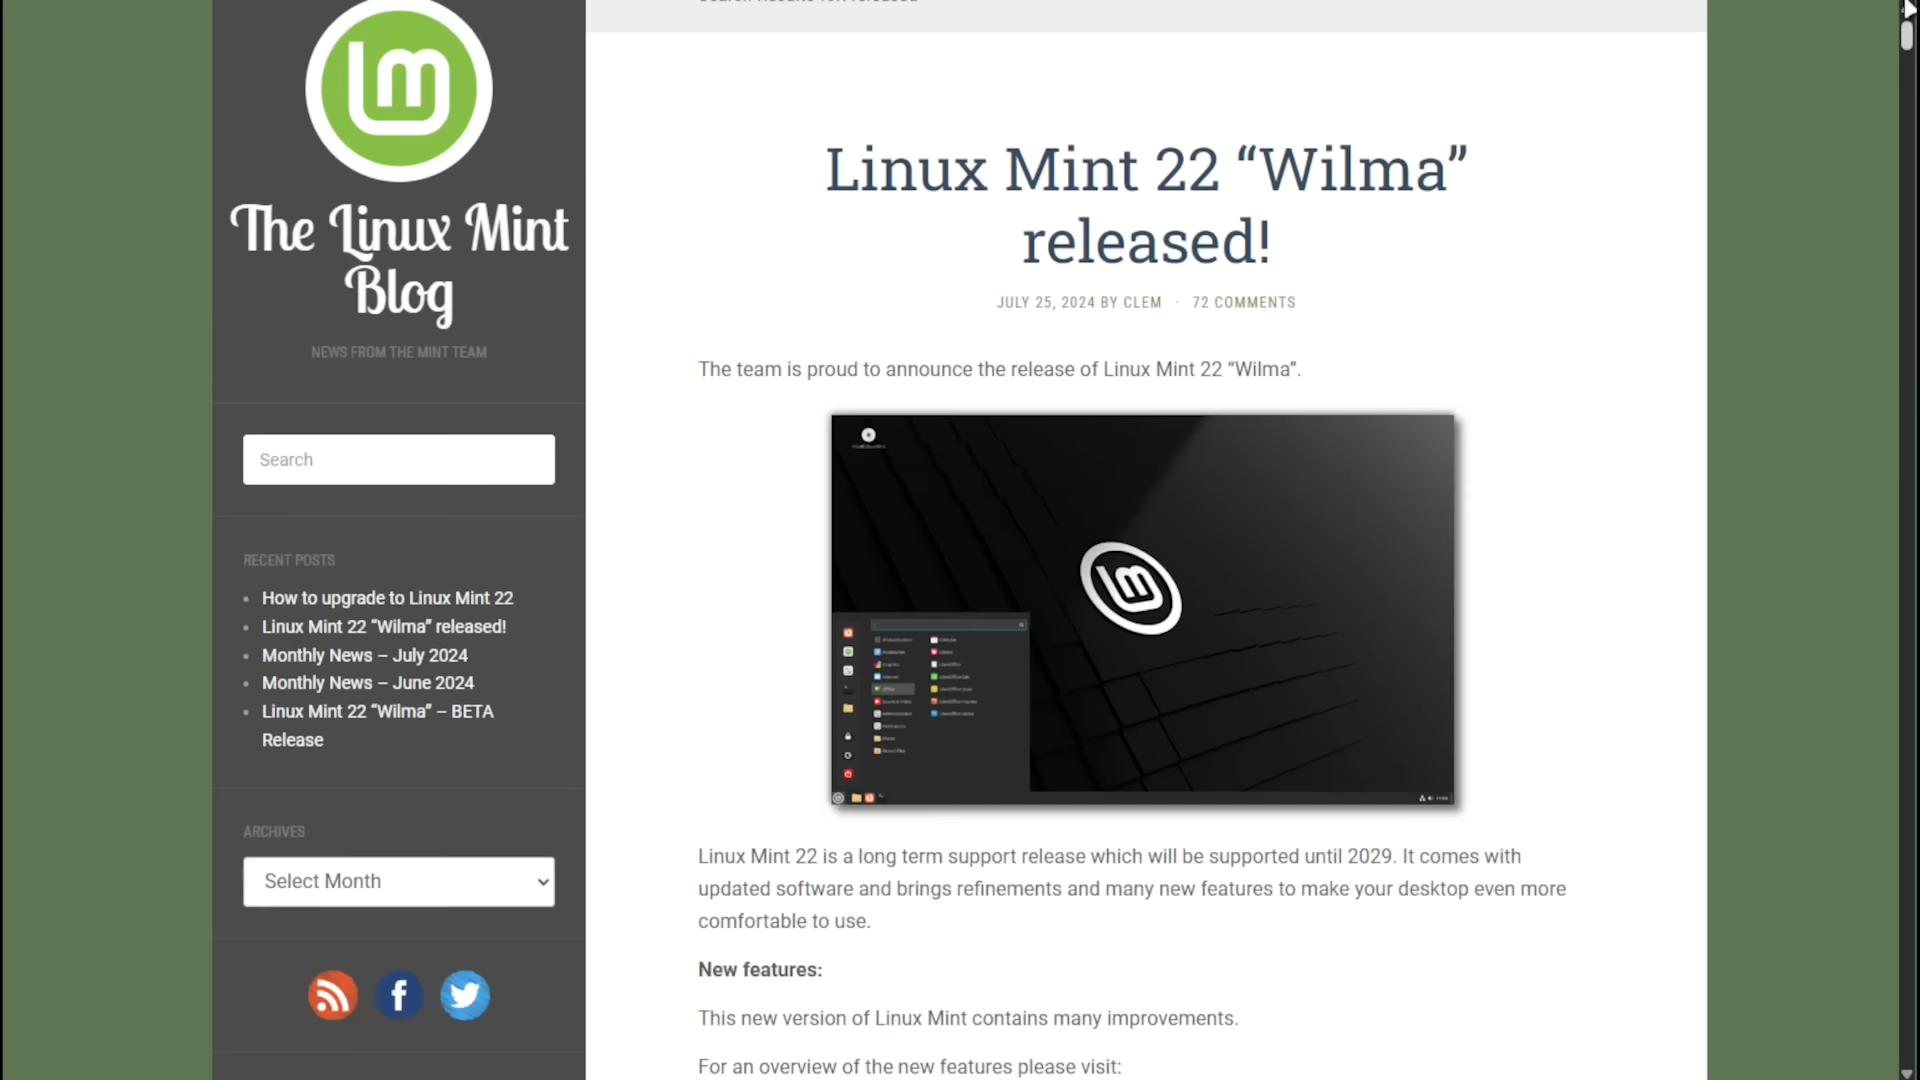 The Linux Mint
Blog
NEWS FROM THE MINT TEAM
Search
RECENT POSTS
How to upgrade to Linux Mint 22
Linux Mint 22 “Wilma” released!
Monthly News – July 2024
Monthly News – June 2024
Linux Mint 22 “Wilma” – BETA
Release
ARCHIVES
Select Month
Linux Mint 22 “Wilma”
released!
JULY 25, 2024 BY CLEM · 72 COMMENTS
The team is proud to announce the release of Linux Mint 22 “Wilma”.
Linux Mint 22 is a long term support release which will be supported until 2029. It comes with
updated software and brings refinements and many new features to make your desktop even more
comfortable to use.
New features:
This new version of Linux Mint contains many improvements.
For an overview of the new features please visit: